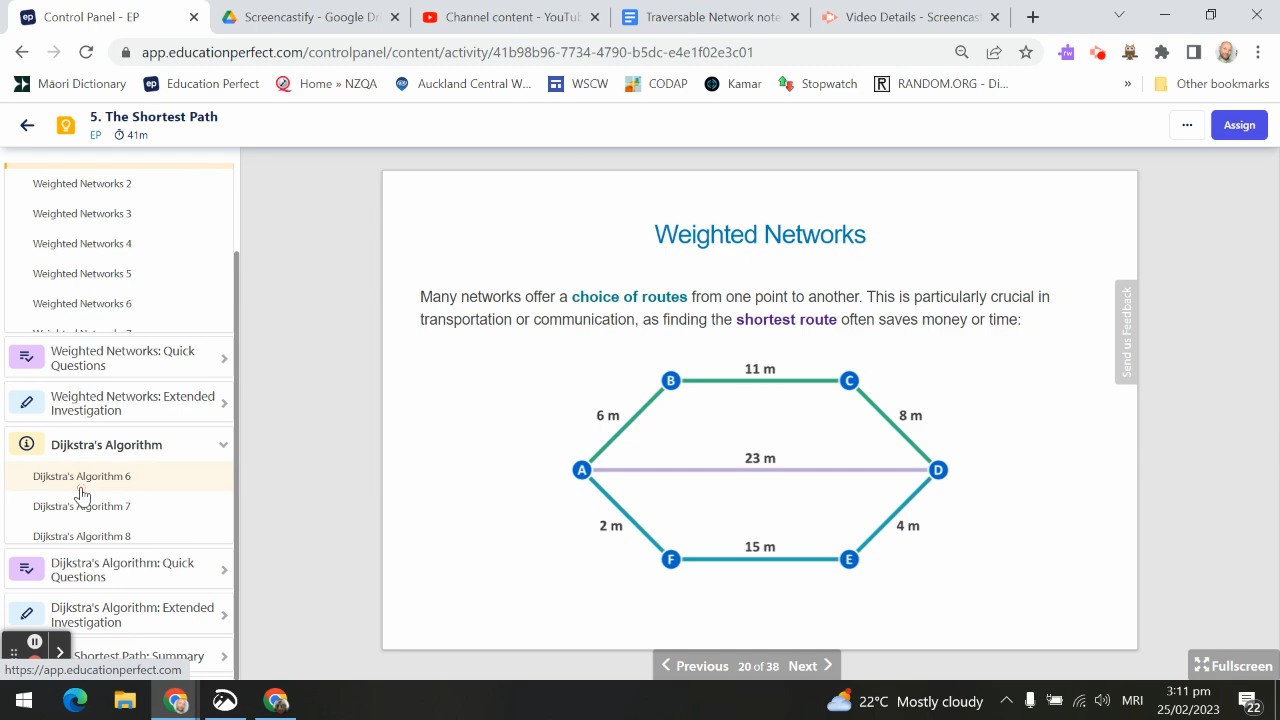 Control Panel - EP
Screencastify - Google Dri
Channel content - YouTub
Traversable Network note
Video Details - Screencast
app.educationperfect.com/controlpanel/content/activity/41b98b96-7734-4790-b5dc-e4e1f02e3c01
Māori Dictionary
Education Perfect
Home » NZQA
Auckland Central W...
WSCW
CODAP
Kamar
Stopwatch
RANDOM.ORG - Di...
»
Other bookmarks
5. The Shortest Path
EP 41m
Assign
Weighted Networks 2
Weighted Networks 3
Weighted Networks 4
Weighted Networks 5
Weighted Networks 6
Weighted Networks: Quick
Questions
Weighted Networks: Extended
Investigation
Dijkstra's Algorithm
Dijkstra's Algorithm 6
Dijkstra's Algorithm 7
Dijkstra's Algorithm 8
Dijkstra's Algorithm: Quick
Questions
Dijkstra's Algorithm: Extended
Investigation
Shortest Path: Summary
https://app.educationperfect.com
Weighted Networks
Many networks offer a choice of routes from one point to another. This is particularly crucial in
transportation or communication, as finding the shortest route often saves money or time:
11 m
B
C
6 m
8 m
23 m
A
D
2 m
4 m
15 m
F
E
Send us Feedback
Previous 20 of 38 Next
Fullscreen
22°C Mostly cloudy
MRI
3:11 pm
25/02/2023
22